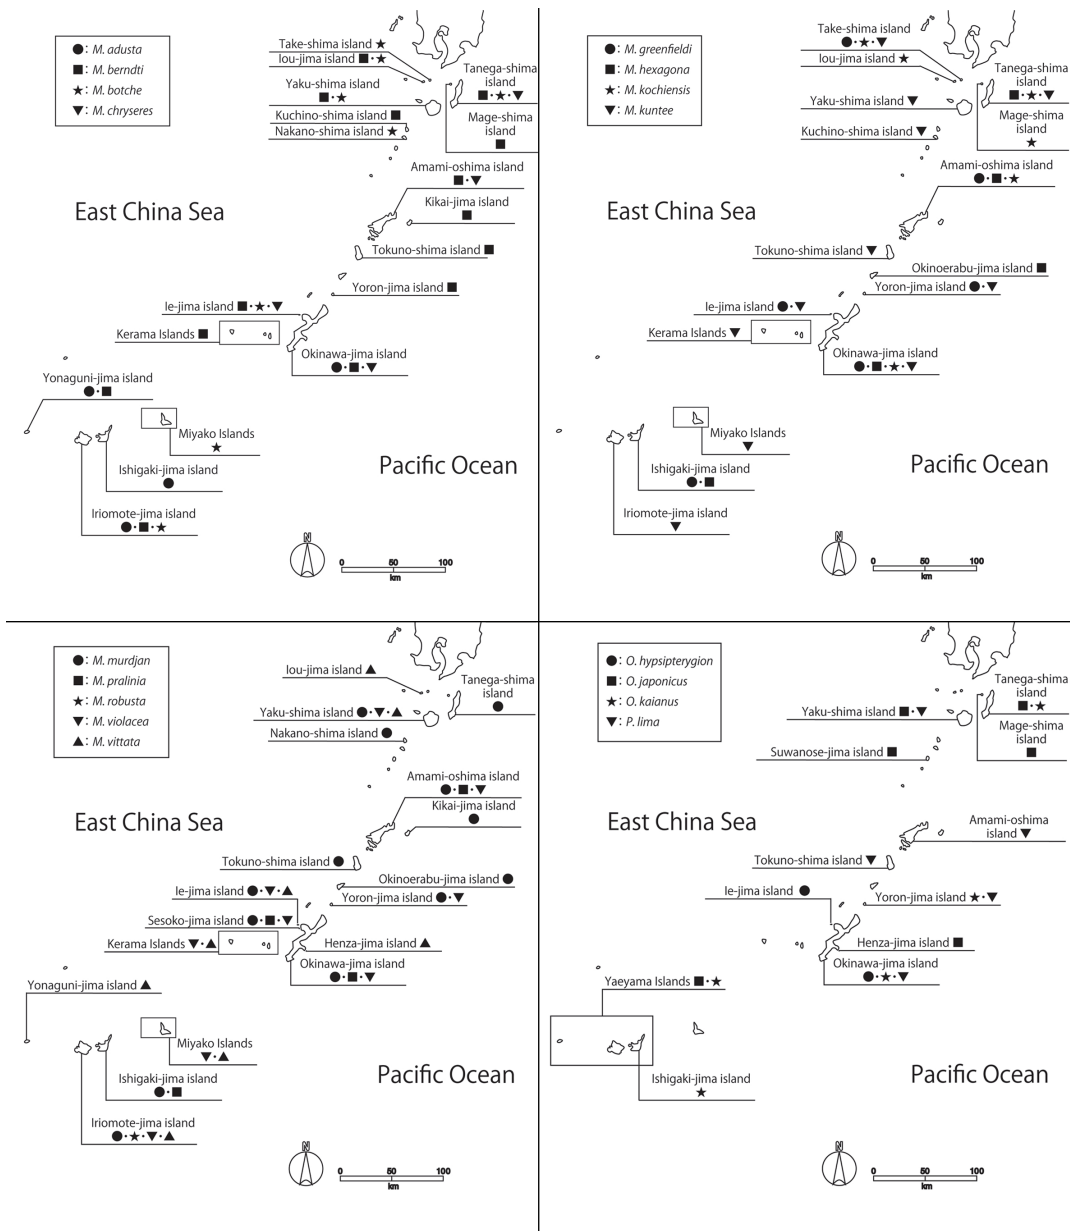 ●: M. adusta
■: M. berndti
★: M. botche
▼: M. chryseres
Take-shima island ★
Iou-jima island ■・★
Yaku-shima island
■・★
Kuchino-shima island ■
Nakano-shima island ★
Tanega-shima
island
■・★・▼
Mage-shima
island
■
Amami-oshima island
■・▼
Kikai-jima island
■
East China Sea
Tokuno-shima island ■
Yoron-jima island ■
Ie-jima island ■・★・▼
Kerama Islands ■
Okinawa-jima island
●・■・▼
Yonaguni-jima island
●・■
Miyako Islands
★
Ishigaki-jima island
●
Iriomote-jima island
●・■・★
Pacific Ocean
N
0 50 100
km
●: M. greenfieldi
■: M. hexagona
★: M. kochiensis
▼: M. kuntee
Take-shima island
●・★・▼
Iou-jima island ★
Yaku-shima island ▼
Kuchino-shima island ▼
Tanega-shima
island
■・★・▼
Mage-shima
island
★
Amami-oshima island
●・■・★
East China Sea
Tokuno-shima island ▼
Okinoerabu-jima island ■
Yoron-jima island ●・▼
Ie-jima island ●・▼
Kerama Islands ▼
Okinawa-jima island
●・■・★・▼
Miyako Islands
▼
Ishigaki-jima island
●・■
Iriomote-jima island
▼
Pacific Ocean
N
0 50 100
km
●: M. murdjan
■: M. pralinia
★: M. robusta
▼: M. violacea
▲: M. vittata
Iou-jima island ▲
Tanega-shima
island
●
Yaku-shima island ●・▼・▲
Nakano-shima island ●
Amami-oshima island
●・■・▼
Kikai-jima island
●
East China Sea
Tokuno-shima island ●
Okinoerabu-jima island ●
Yoron-jima island ●・▼
Ie-jima island ●・▼・▲
Sesoko-jima island ●・■・▼
Kerama Islands ▼・▲
Henza-jima island ▲
Okinawa-jima island
●・■・▼
Yonaguni-jima island ▲
Miyako Islands
▼・▲
Ishigaki-jima island
●・■
Iriomote-jima island
●・★・▼・▲
Pacific Ocean
N
0 50 100
km
●: O. hypsipterygion
■: O. japonicus
★: O. kaianus
▼: P. lima
Tanega-shima
island
■・★
Yaku-shima island ■・▼
Mage-shima
island
■
Suwanose-jima island ■
East China Sea
Amami-oshima
island ▼
Tokuno-shima island ▼
Ie-jima island ●
Yoron-jima island ★・▼
Henza-jima island ■
Okinawa-jima island
●・★・▼
Yaeyama Islands ■・★
Ishigaki-jima island
★
Pacific Ocean
N
0 50 100
km